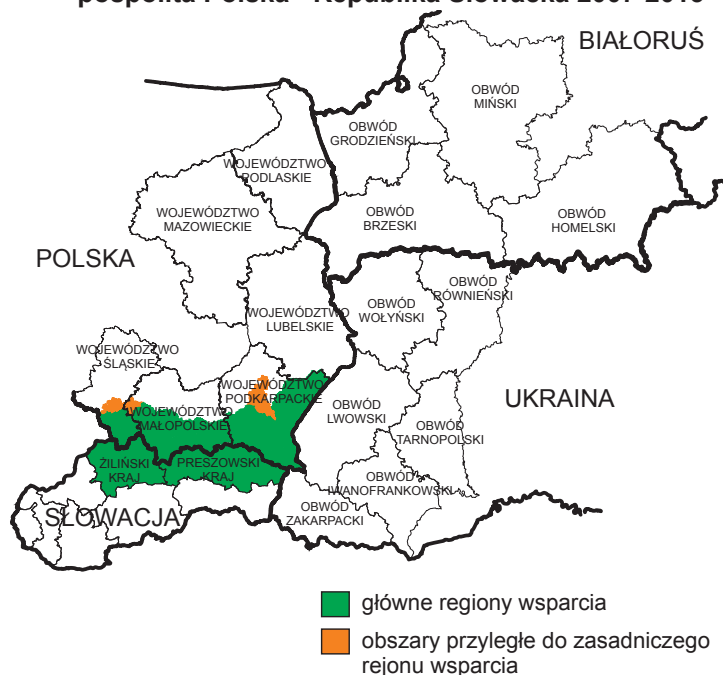 pospolita Polska - Republika Słowacka 2007-2013
BIAŁORUŚ
OBWÓD
MIŃSKI
OBWÓD
GRODZIEŃSKI
WOJEWÓDZTWO
PODLASKIE
WOJEWÓDZTWO
MAZOWIECKIE
OBWÓD
BRZESKI
OBWÓD
HOMELSKI
POLSKA
OBWÓD
RÓWNIEŃSKI
OBWÓD
WOŁYŃSKI
WOJEWÓDZTWO
LUBELSKIE
WOJEWÓDZTWO
ŚLĄSKIE
WOJEWÓDZTWO
PODKARPACKIE
UKRAINA
WOJEWÓDZTWO
MAŁOPOLSKIE
OBWÓD
LWOWSKI
OBWÓD
TARNOPOLSKI
ŻILIŃSKI
KRAJ
PRESZOWSKI
KRAJ
OBWÓD
IWANOFRANKOWSKI
SŁOWACJA
OBWÓD
ZAKARPACKI
główne regiony wsparcia
obszary przyległe do zasadniczego
rejonu wsparcia